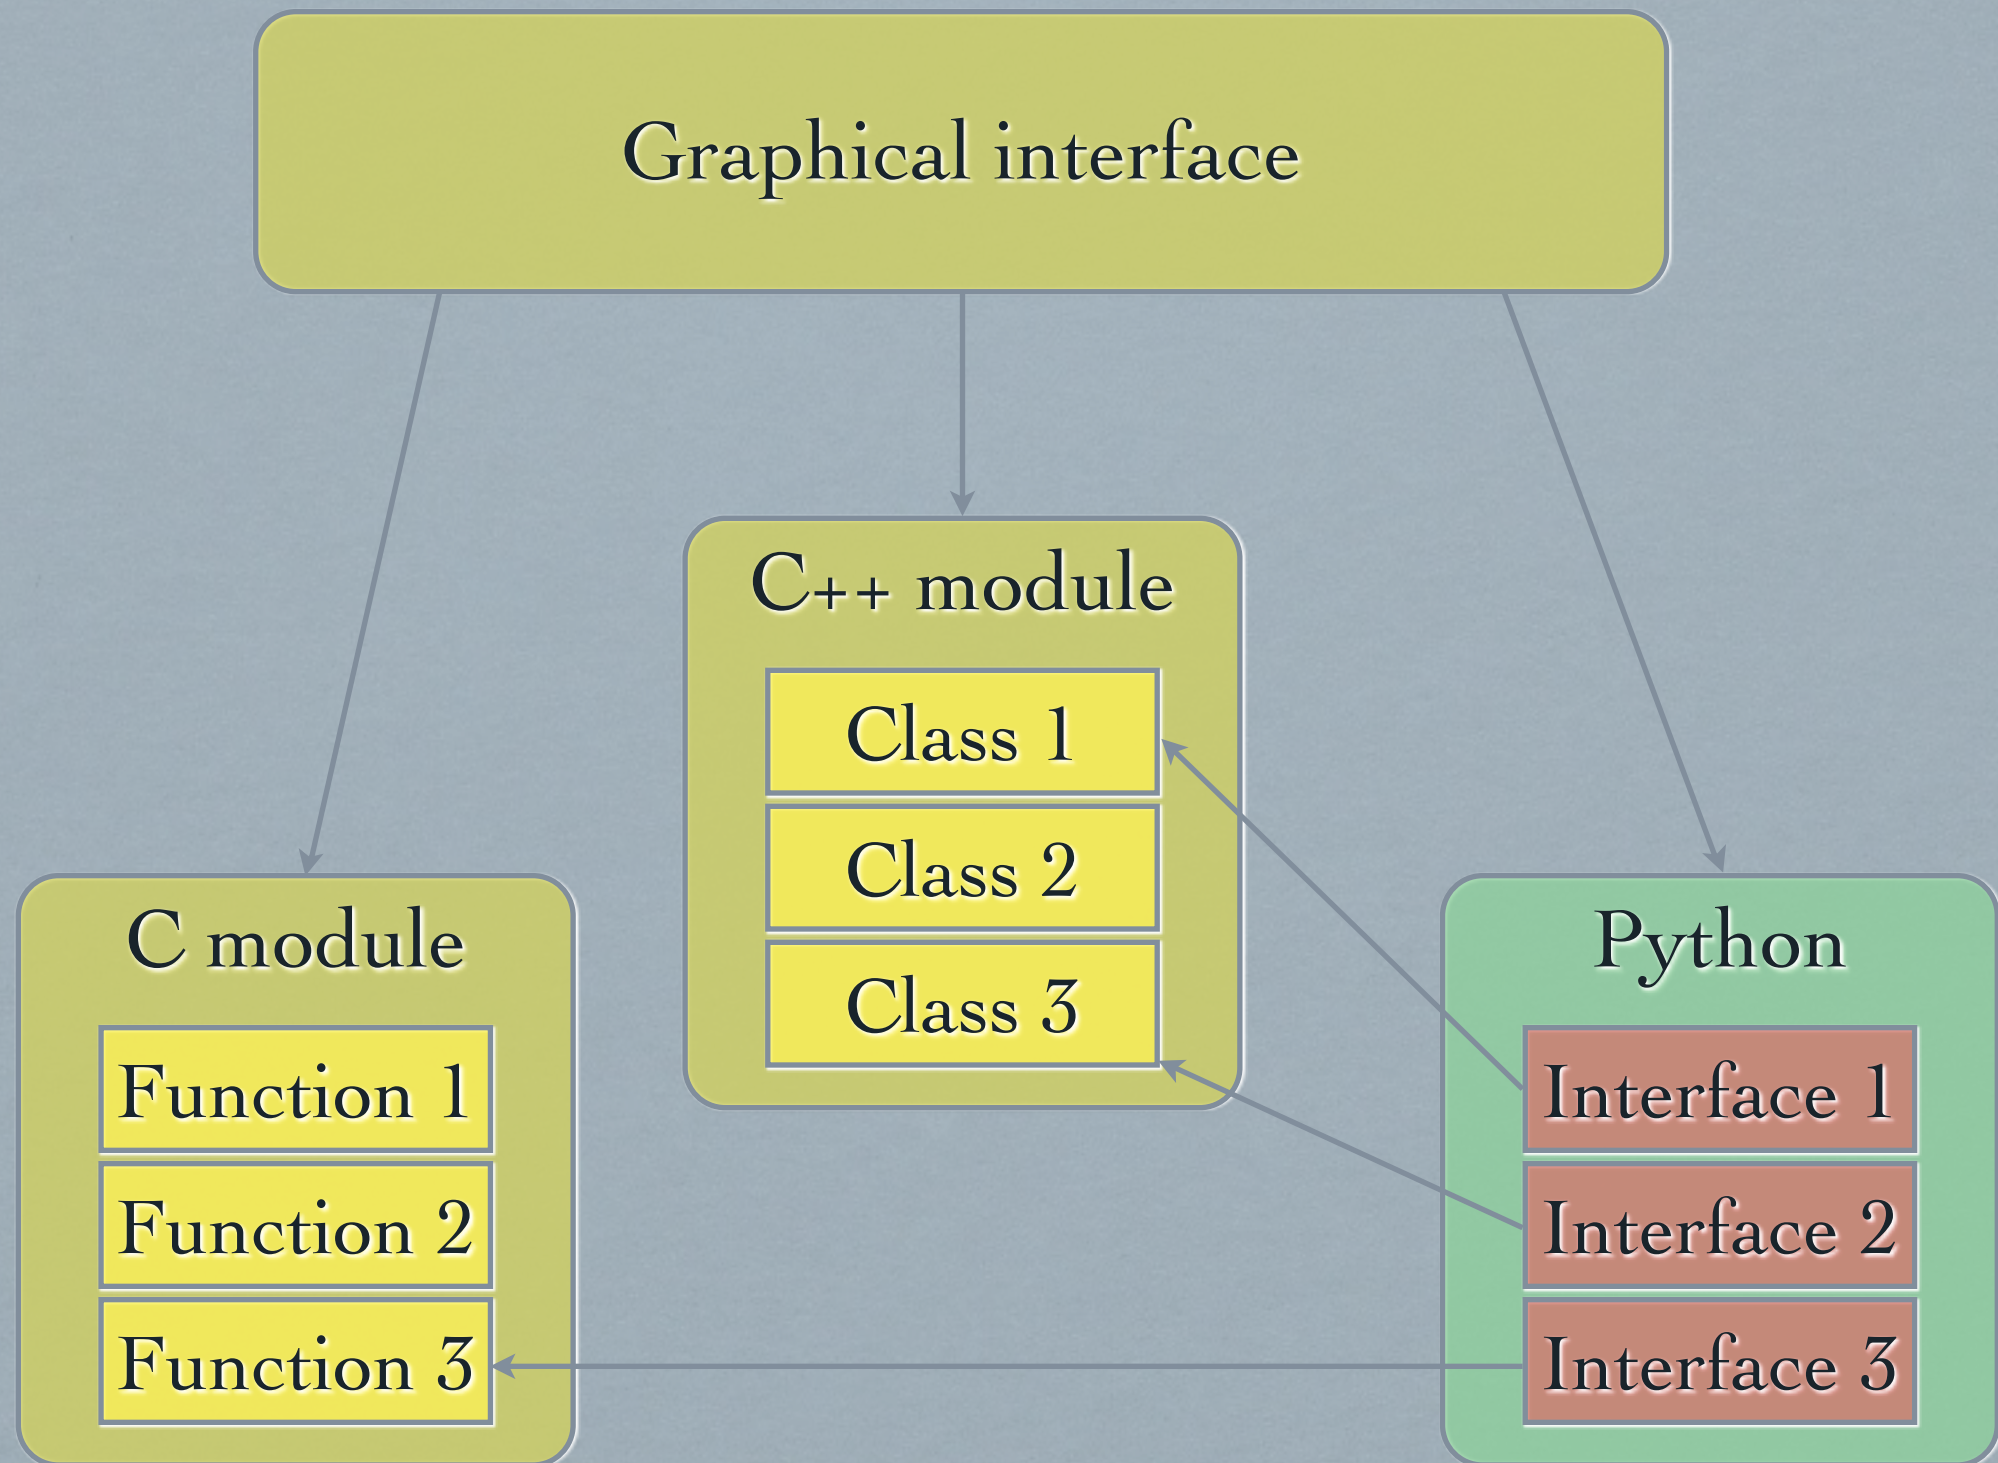 Graphical interface
C++ module
Class 1
Class 2
Class 3
C module
Function 1
Function 2
Function 3
Python
Interface 1
Interface 2
Interface 3